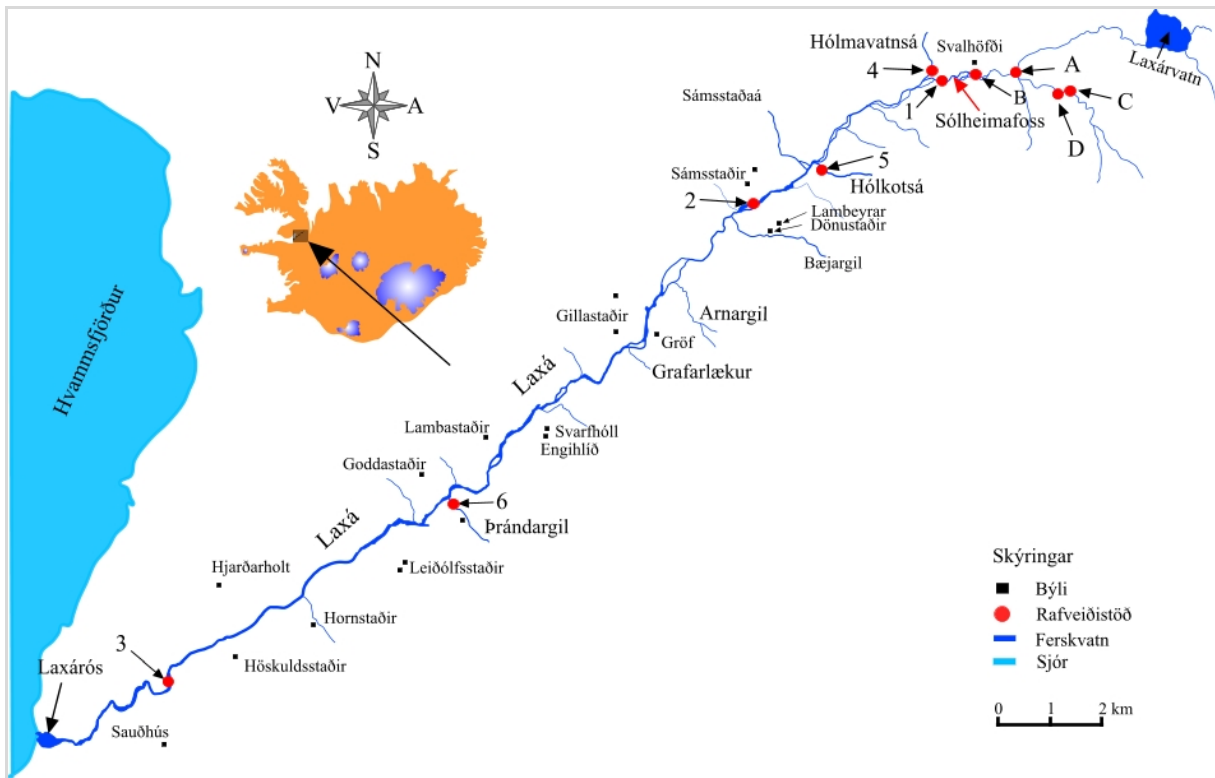 Hólmavatnsá
Svalhöfði
4
A
Laxárvatn
N
V
A
S
Sámsstaðaá
1
B
C
Sólheimafoss
D
5
Sámsstaðir
Hólkotsá
2
Lambeyrar
Dönustaðir
Bæjargil
Hvammsfjörður
Gillastaðir
Arnargil
Gröf
Grafarlækur
Laxá
Lambastaðir
Svarfhóll
Engihlíð
Goddastaðir
6
Þrándargil
Laxá
Leiðólfsstaðir
Hjarðarholt
Hornstaðir
3
Höskuldsstaðir
Laxárós
Sauðhús
Skýringar
Býli
Rafveiðistöð
Ferskvatn
Sjór
0 1 2 km